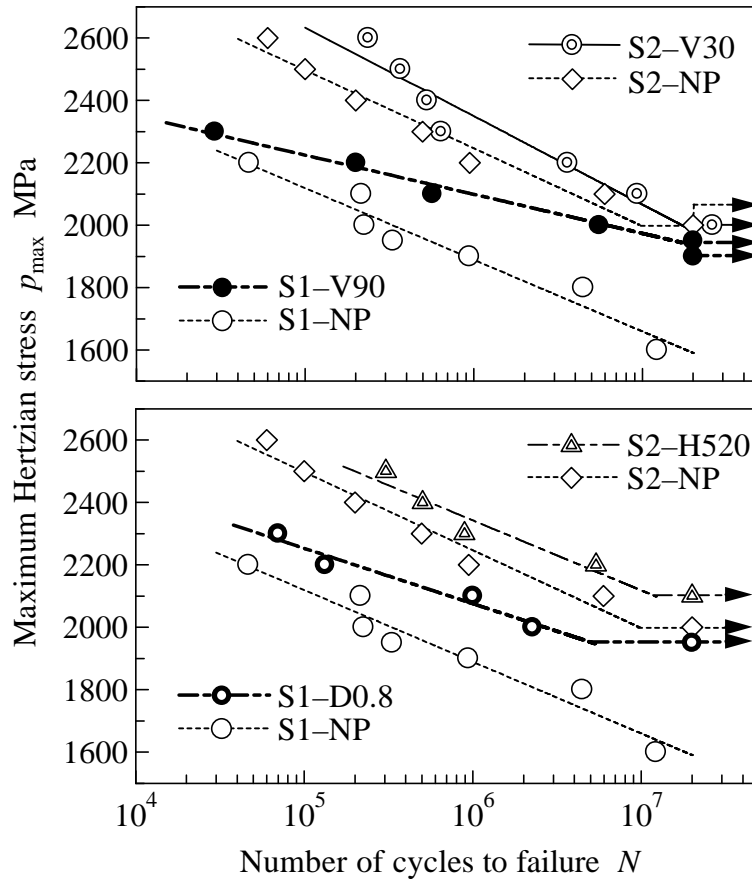 Maximum Hertzian stress p_max MPa
2600
2400
2200
2000
1800
1600
S2–V30
S2–NP
S1–V90
S1–NP
2600
2400
2200
2000
1800
1600
S2–H520
S2–NP
S1–D0.8
S1–NP
10^4 10^5 10^6 10^7
Number of cycles to failure N